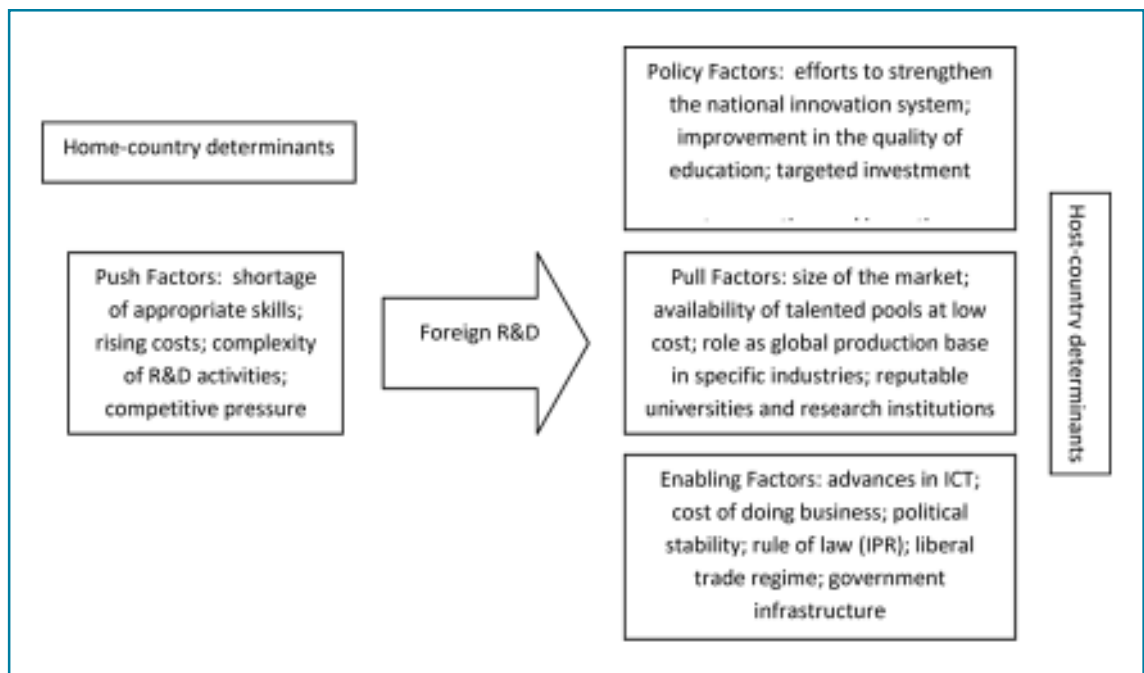 Home-country determinants
Push Factors: shortage
of appropriate skills;
rising costs; complexity
of R&D activities;
competitive pressure
Foreign R&D
Policy Factors: efforts to strengthen
the national innovation system;
improvement in the quality of
education; targeted investment
Pull Factors: size of the market;
availability of talented pools at low
cost; role as global production base
in specific industries; reputable
universities and research institutions
Enabling Factors: advances in ICT;
cost of doing business; political
stability; rule of law (IPR); liberal
trade regime; government
infrastructure
Host-country determinants